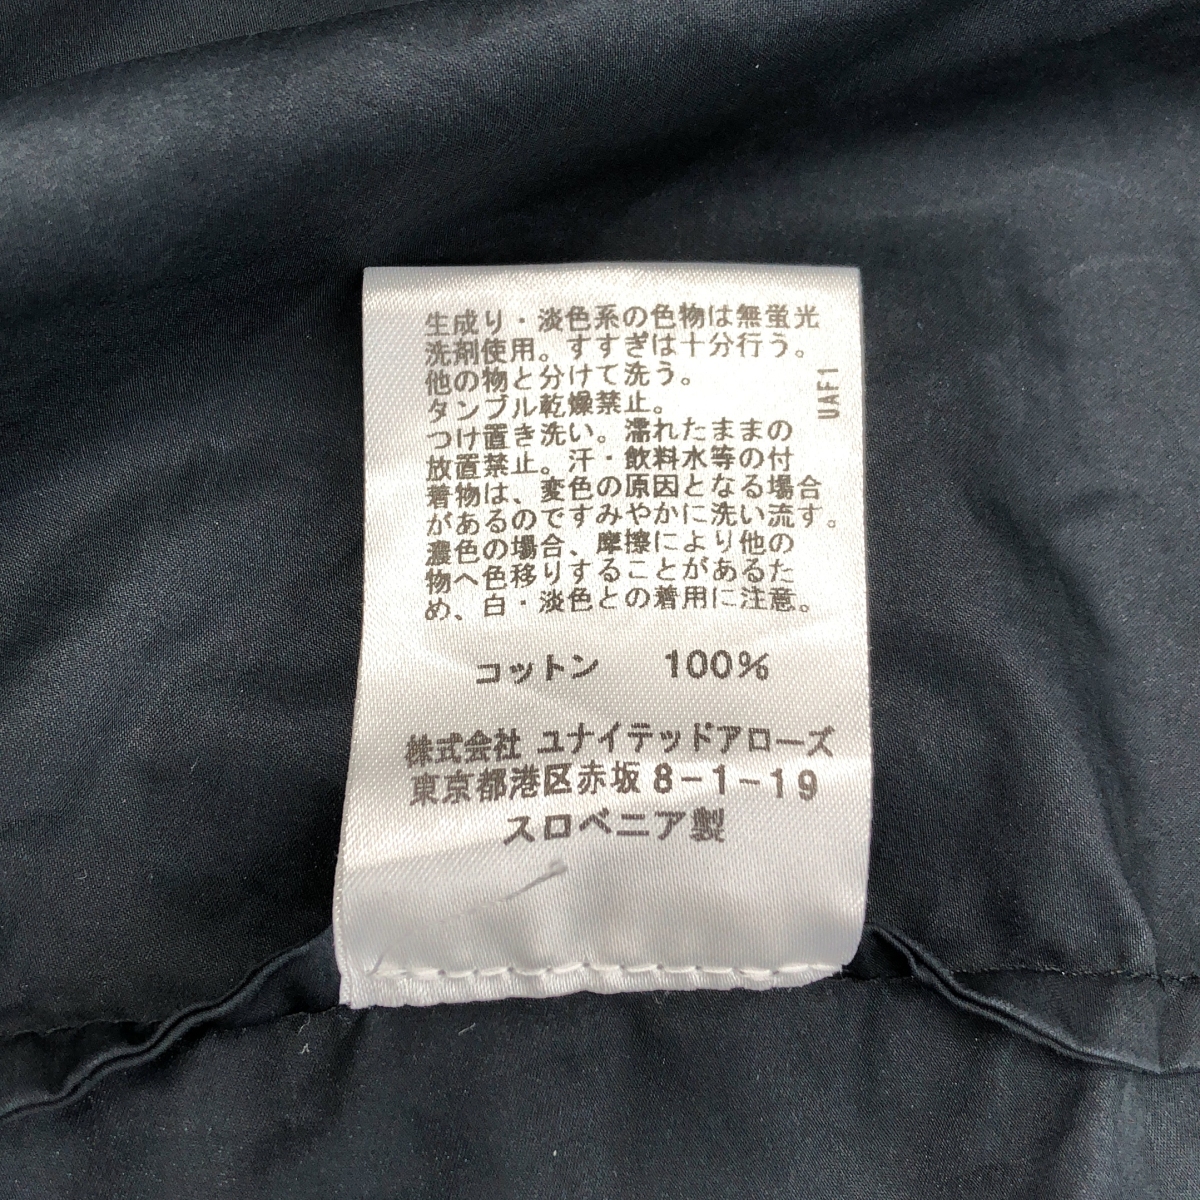 生成り・淡色系の色物は無蛍光
洗剤使用。すすぎは十分行う。
他の物と分けて洗う。
タンブル乾燥禁止。
つけ置き洗い。濡れたままの
放置禁止。汗・飲料水等の付
着物は、変色の原因となる場合
があるのですみやかに洗い流す。
濃色の場合、摩擦により他の
物へ色移りすることがあるた
め、白・淡色との着用に注意。
UAF1
コットン 100%
株式会社 ユナイテッドアローズ
東京都港区赤坂8-1-19
スロベニア製